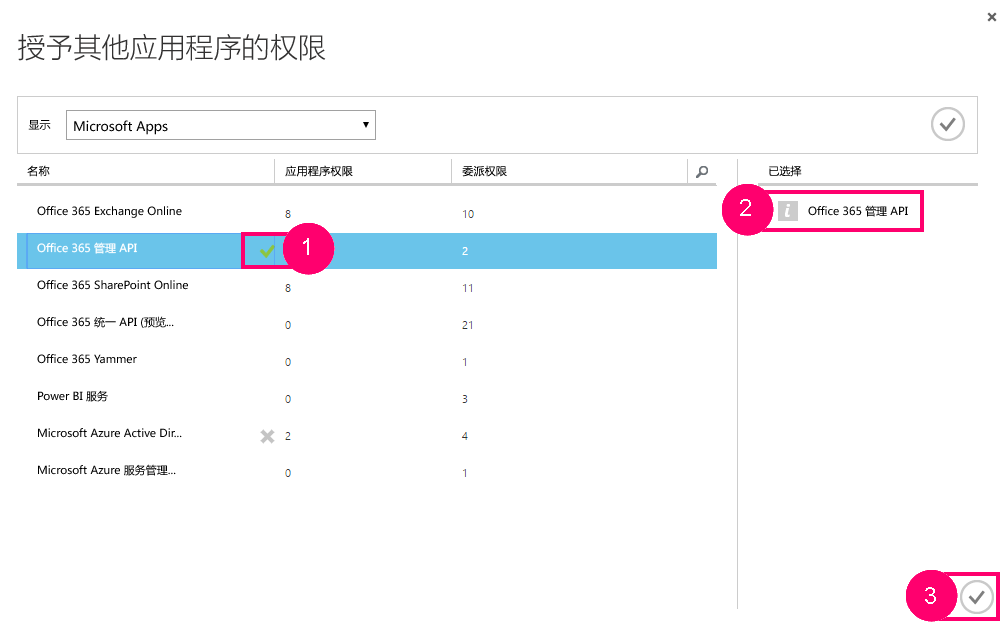 授予其他应用程序的权限
显示 Microsoft Apps
名称 应用程序权限 委派权限 已选择
Office 365 Exchange Online 8 10
2 Office 365 管理 API
Office 365 管理 API 1 2
Office 365 SharePoint Online 8 11
Office 365 统一 API (预览... 0 21
Office 365 Yammer 0 1
Power BI 服务 0 3
Microsoft Azure Active Dir... 2 4
Microsoft Azure 服务管理... 0 1
3